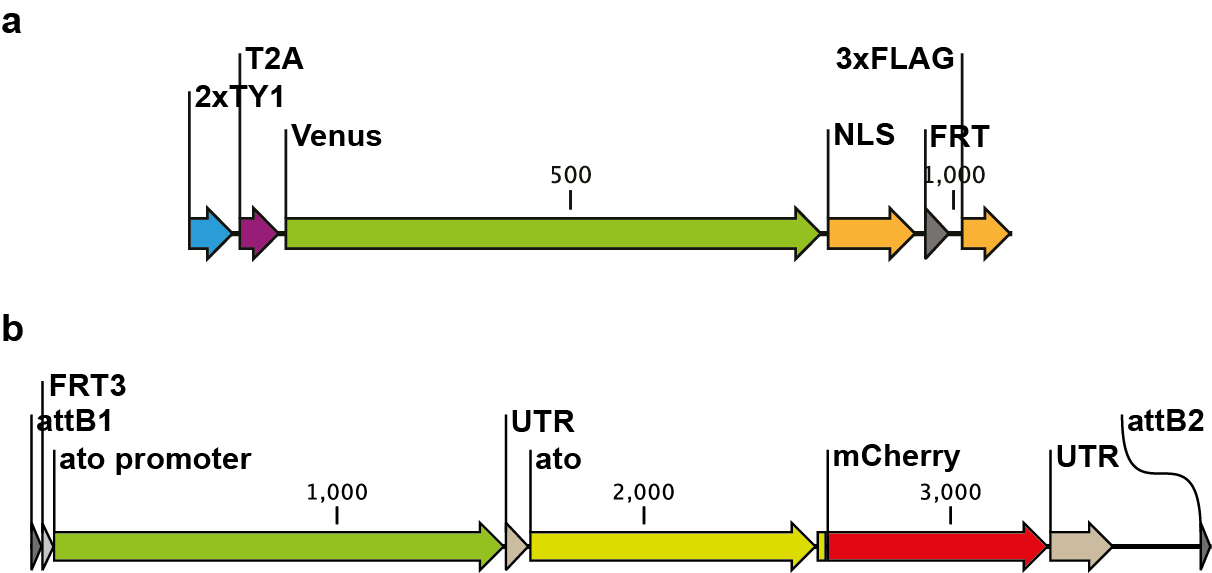 a
T2A
3xFLAG
2xTY1
Venus
NLS
FRT
500
1,000
b
FRT3
attB1
UTR
attB2
ato promoter
ato
mCherry
UTR
1,000
2,000
3,000